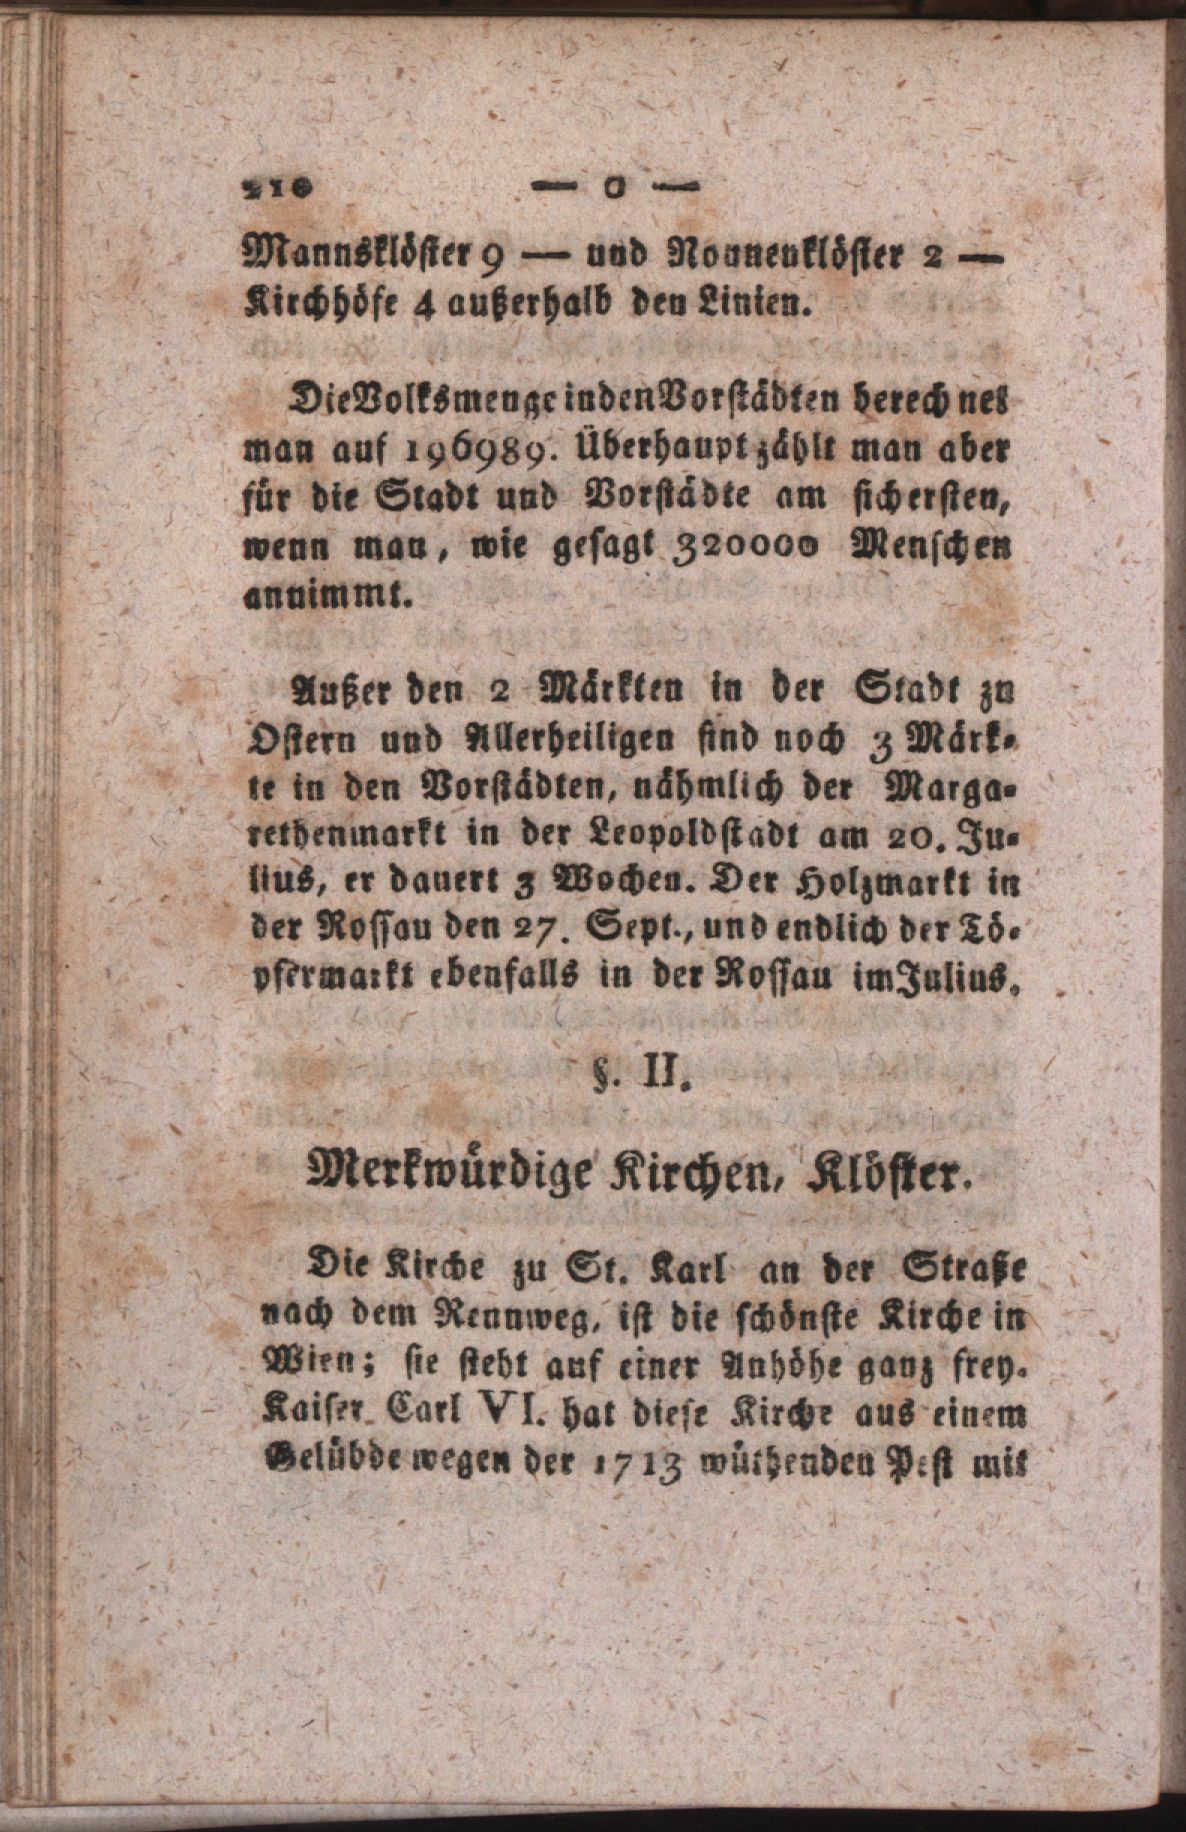 210 — o —
Mannsklöster 9 — und Nonnenklöster 2 —
Kirchhöfe 4 außerhalb den Linien.
Die Volksmenge in den Vorstädten berechnet
man auf 196989. Überhaupt zählt man aber
für die Stadt und Vorstädte am sichersten,
wenn man, wie gesagt 320000 Menschen
annimmt.
Außer den 2 Märkten in der Stadt zu
Ostern und Allerheiligen sind noch 3 Märk-
te in den Vorstädten, nähmlich der Marga-
rethenmarkt in der Leopoldstadt am 20. Ju-
lius, er dauert 3 Wochen. Der Holzmarkt in
der Rossau den 27. Sept., und endlich der Tö-
pfermarkt ebenfalls in der Rossau im Julius.
§. II.
Merkwürdige Kirchen, Klöster.
Die Kirche zu St. Karl an der Straße
nach dem Rennweg, ist die schönste Kirche in
Wien; sie steht auf einer Anhöhe ganz frey.
Kaiser Carl VI. hat diese Kirche aus einem
Gelübde wegen der 1713 wüthenden Pest mit